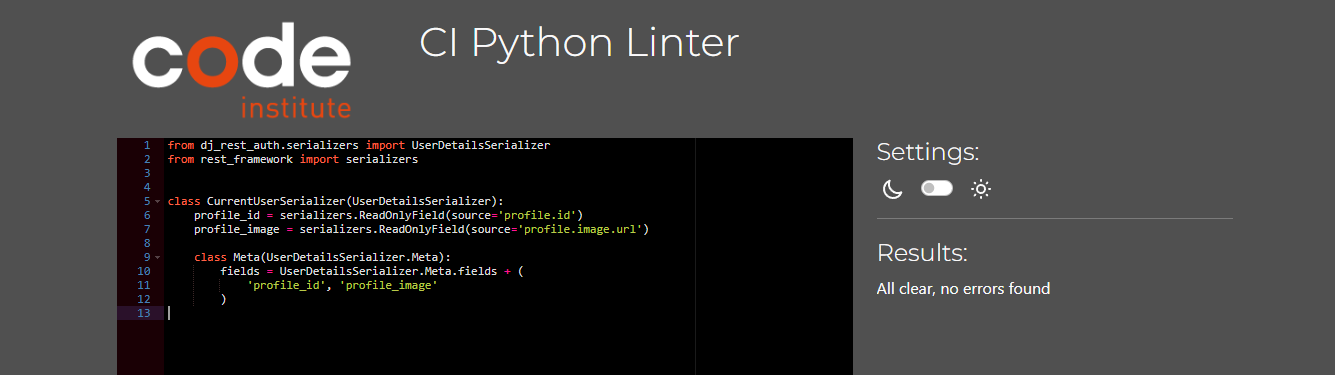 code
institute
CI Python Linter
1 from dj_rest_auth.serializers import UserDetailsSerializer
2 from rest_framework import serializers
3
4
5 class CurrentUserSerializer(UserDetailsSerializer):
6     profile_id = serializers.ReadOnlyField(source='profile.id')
7     profile_image = serializers.ReadOnlyField(source='profile.image.url')
8
9     class Meta(UserDetailsSerializer.Meta):
10         fields = UserDetailsSerializer.Meta.fields + (
11             'profile_id', 'profile_image'
12         )
13
Settings:
Results:
All clear, no errors found